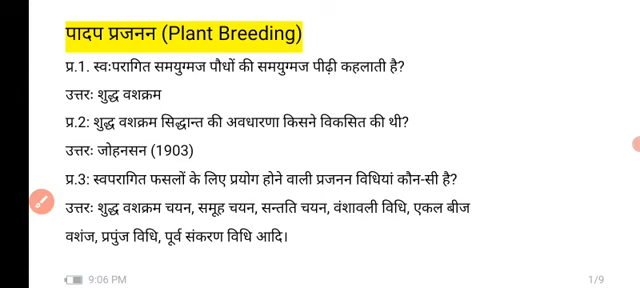 पादप प्रजनन (Plant Breeding)
प्र.1. स्वःपरागित समयुग्मज पौधों की समयुग्मज पीढ़ी कहलाती है?
उत्तरः शुद्ध वशक्रम
प्र.2: शुद्ध वशक्रम सिद्धान्त की अवधारणा किसने विकसित की थी?
उत्तरः जोहनसन (1903)
प्र.3: स्वपरागित फसलों के लिए प्रयोग होने वाली प्रजनन विधियां कौन-सी है?
उत्तरः शुद्ध वशक्रम चयन, समूह चयन, सन्तति चयन, वंशावली विधि, एकल बीज
वशंज, प्रपुंज विधि, पूर्व संकरण विधि आदि।
9:06 PM
1/9